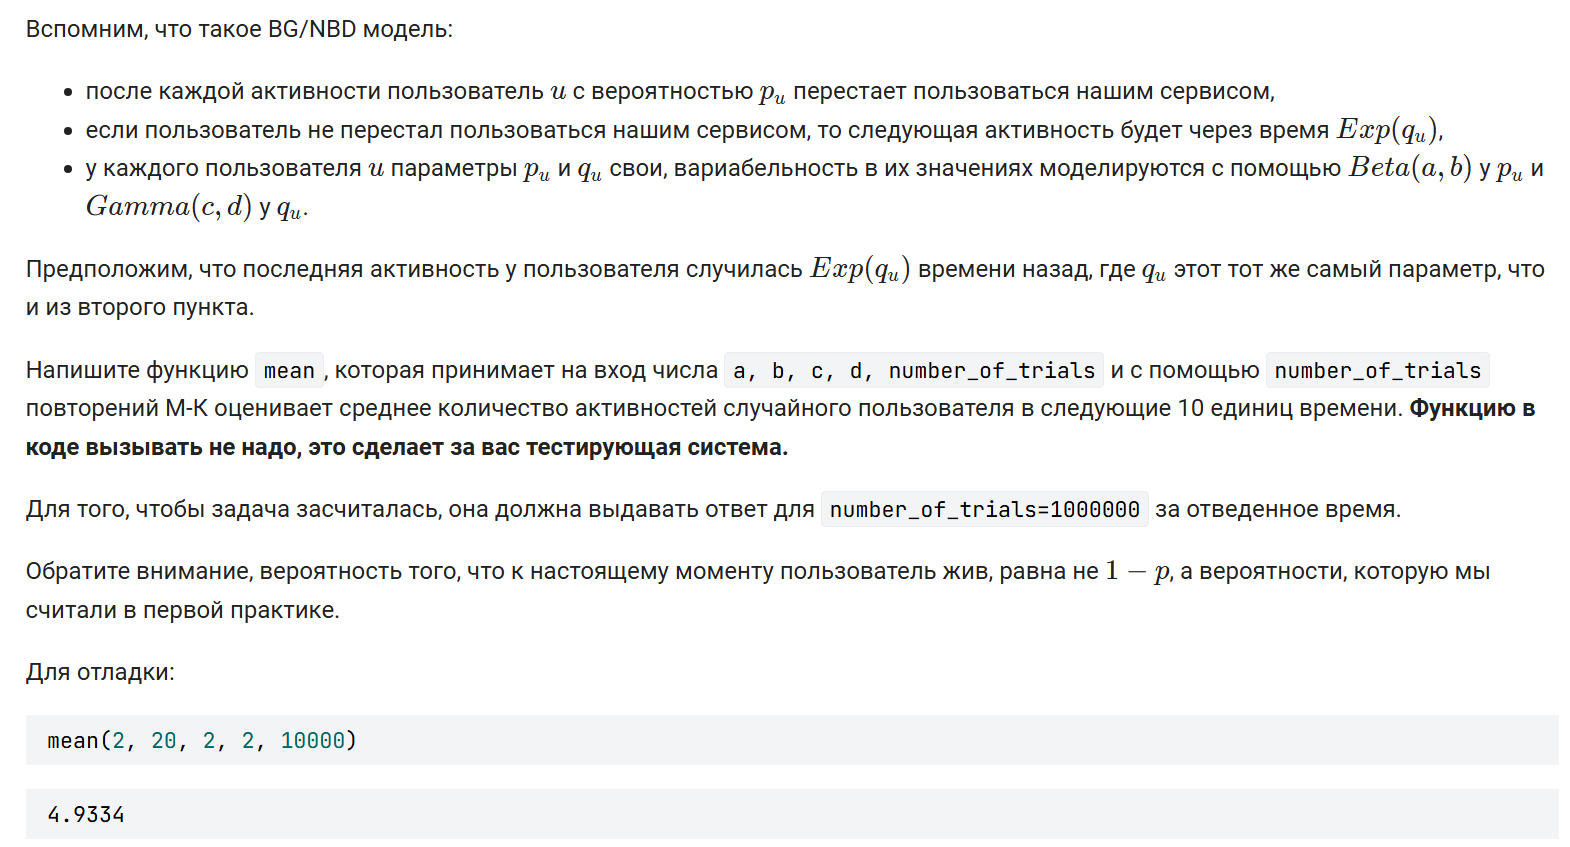 Вспомним, что такое BG/NBD модель:
• после каждой активности пользователь u с вероятностью p_u перестает пользоваться нашим сервисом,
• если пользователь не перестал пользоваться нашим сервисом, то следующая активность будет через время Exp(q_u),
• у каждого пользователя u параметры p_u и q_u свои, вариабельность в их значениях моделируются с помощью Beta(a, b) у p_u и
Gamma(c, d) у q_u.
Предположим, что последняя активность у пользователя случилась Exp(q_u) времени назад, где q_u этот тот же самый параметр, что
и из второго пункта.
Напишите функцию mean, которая принимает на вход числа a, b, c, d, number_of_trials и с помощью number_of_trials
повторений М-К оценивает среднее количество активностей случайного пользователя в следующие 10 единиц времени. Функцию в
коде вызывать не надо, это сделает за вас тестирующая система.
Для того, чтобы задача засчиталась, она должна выдавать ответ для number_of_trials=1000000 за отведенное время.
Обратите внимание, вероятность того, что к настоящему моменту пользователь жив, равна не 1 − p, а вероятности, которую мы
считали в первой практике.
Для отладки:
mean(2, 20, 2, 2, 10000)
4.9334